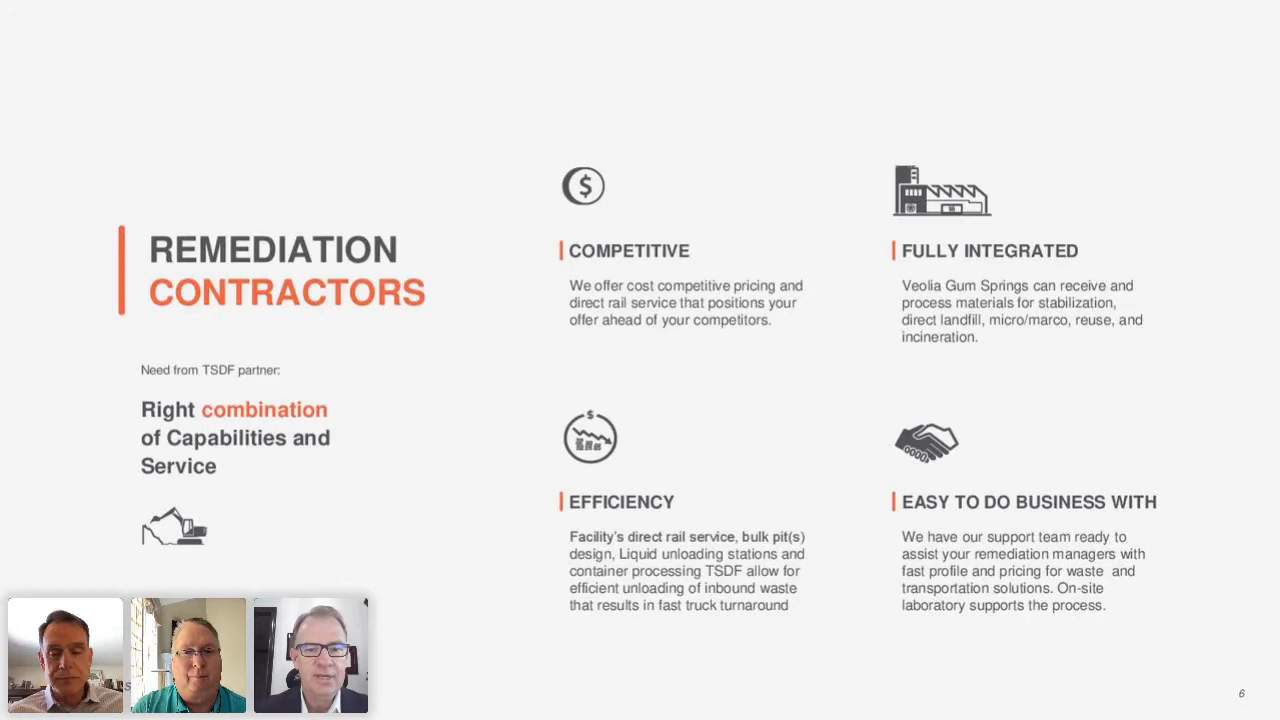 REMEDIATION
CONTRACTORS
Need from TSDF partner:
Right combination
of Capabilities and
Service
$
COMPETITIVE
We offer cost competitive pricing and
direct rail service that positions your
offer ahead of your competitors.
FULLY INTEGRATED
Veolia Gum Springs can receive and
process materials for stabilization,
direct landfill, micro/marco, reuse, and
incineration.
$
EFFICIENCY
Facility's direct rail service, bulk pit(s)
design, Liquid unloading stations and
container processing TSDF allow for
efficient unloading of inbound waste
that results in fast truck turnaround
EASY TO DO BUSINESS WITH
We have our support team ready to
assist your remediation managers with
fast profile and pricing for waste and
transportation solutions. On-site
laboratory supports the process.
6